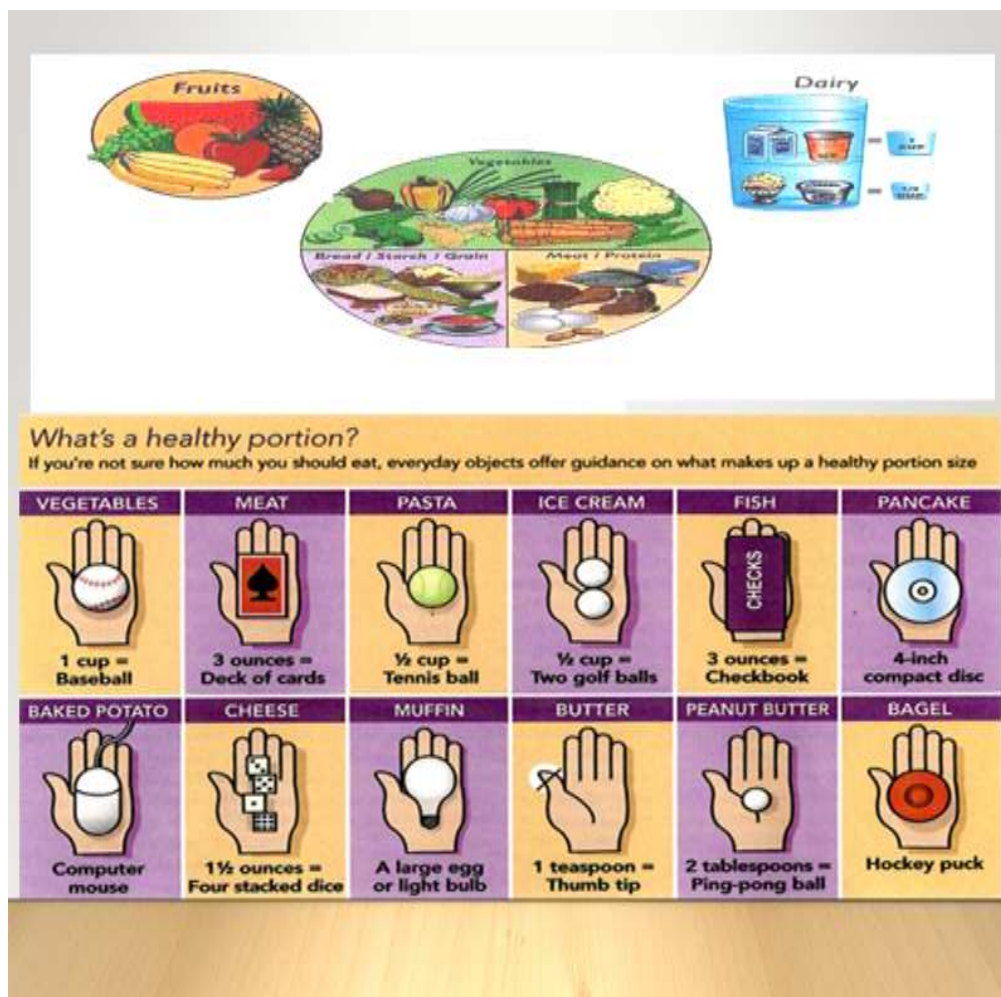 Fruits
Dairy
Vegetables
Bread / Starch / Grain
Meat / Protein
=
=
What's a healthy portion?
If you're not sure how much you should eat, everyday objects offer guidance on what makes up a healthy portion size
VEGETABLES MEAT PASTA ICE CREAM FISH PANCAKE
CHECKS
1 cup = 3 ounces = ½ cup = ½ cup = 3 ounces = 4-inch
Baseball Deck of cards Tennis ball Two golf balls Checkbook compact disc
BAKED POTATO CHEESE MUFFIN BUTTER PEANUT BUTTER BAGEL
Computer 1½ ounces = A large egg 1 teaspoon = 2 tablespoons = Hockey puck
mouse Four stacked dice or light bulb Thumb tip Ping-pong ball